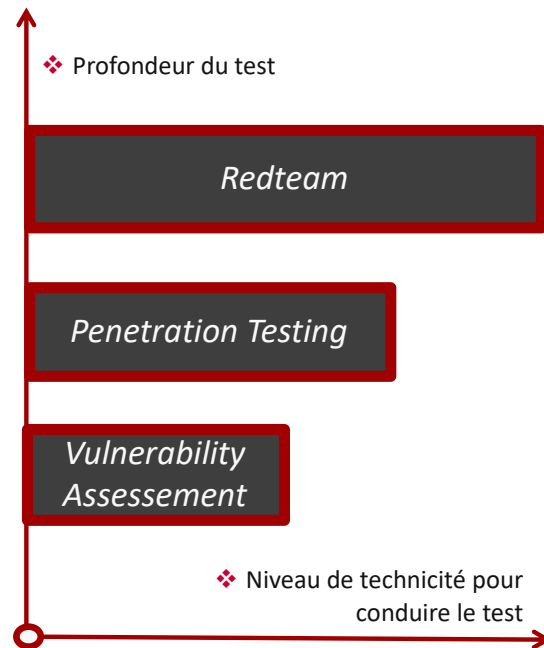 ❖ Profondeur du test
Redteam
Penetration Testing
Vulnerability
Assessement
❖ Niveau de technicité pour
conduire le test